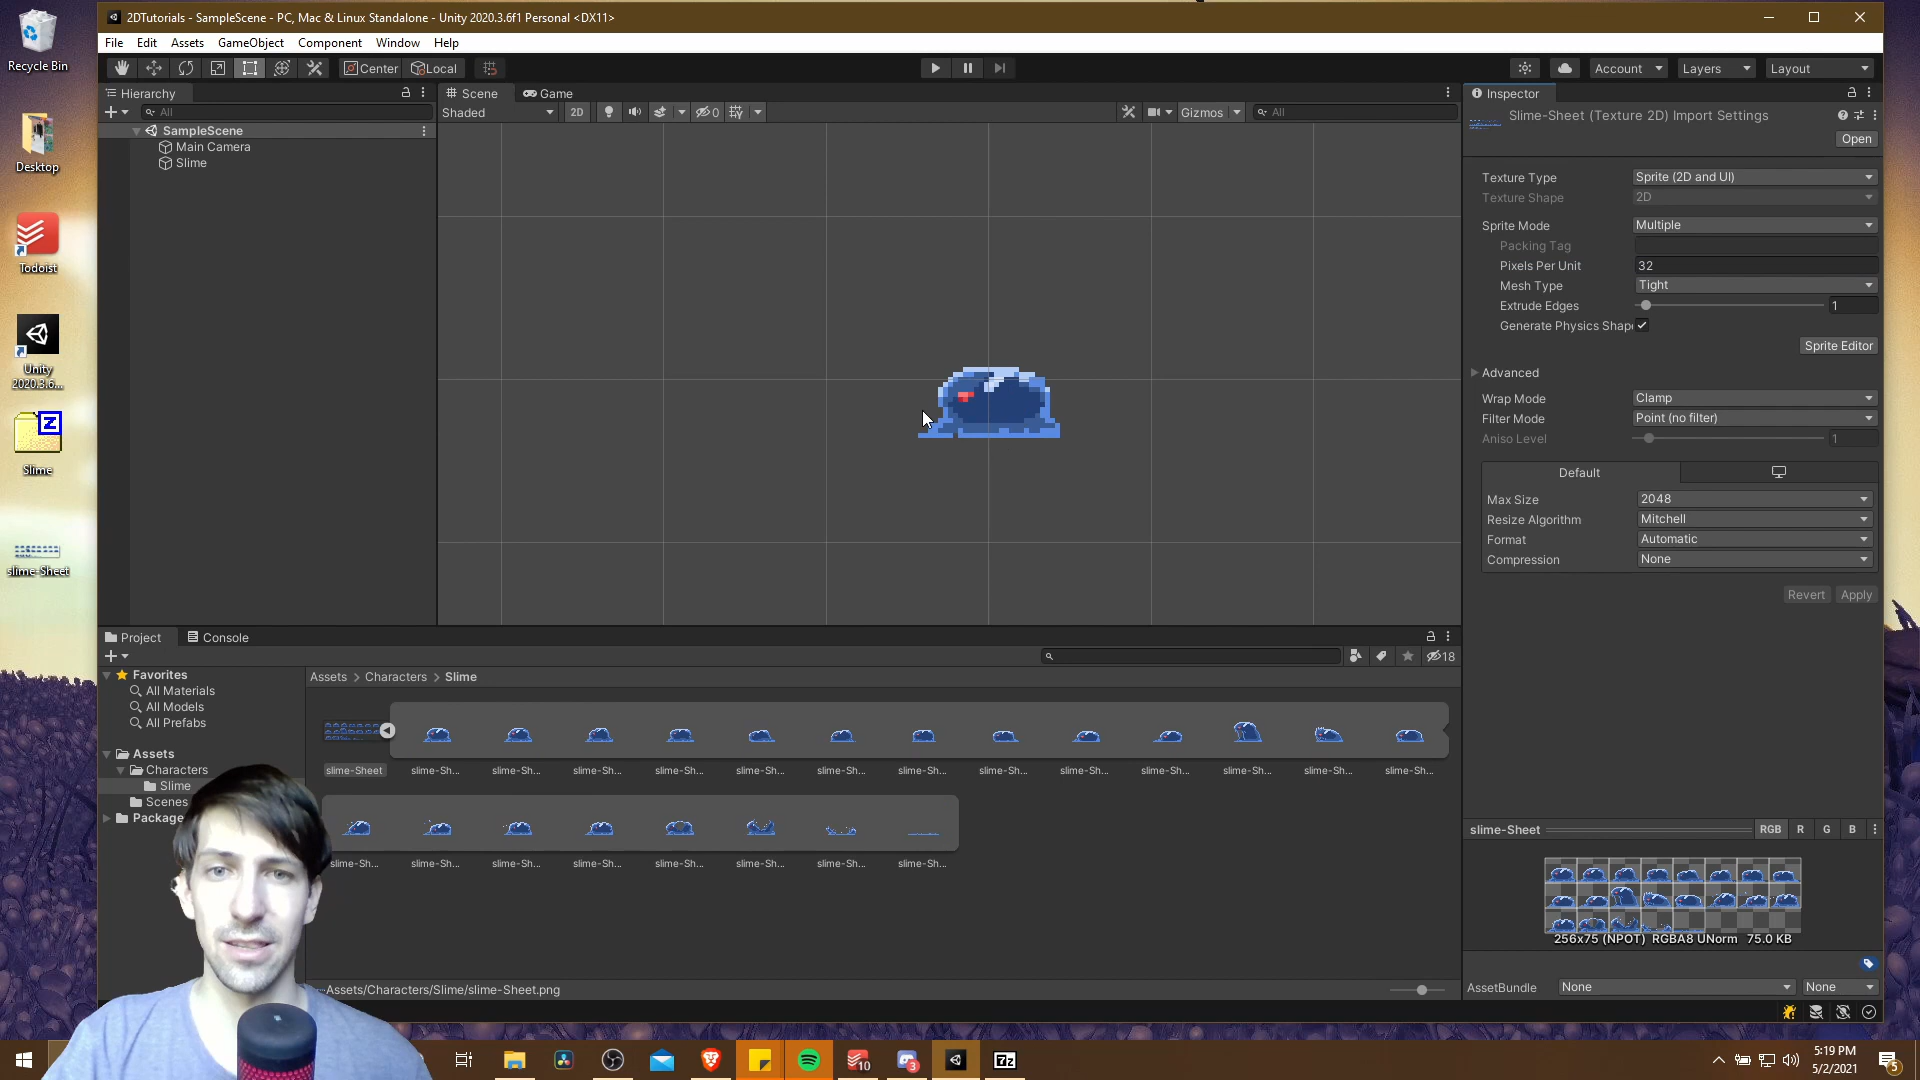 Recycle Bin
Desktop
Todoist
Unity
2020.3.6...
Z
Slime
slime-Sheet
2DTutorials - SampleScene - PC, Mac & Linux Standalone - Unity 2020.3.6f1 Personal <DX11>
File Edit Assets GameObject Component Window Help
Center Local
Account Layers Layout
Hierarchy
All
SampleScene
Main Camera
Slime
Scene Game
Shaded 2D 0 Gizmos All
Inspector
Slime-Sheet (Texture 2D) Import Settings
Open
Texture Type Sprite (2D and UI)
Texture Shape 2D
Sprite Mode Multiple
Packing Tag
Pixels Per Unit 32
Mesh Type Tight
Extrude Edges 1
Generate Physics Shap
Sprite Editor
Advanced
Wrap Mode Clamp
Filter Mode Point (no filter)
Aniso Level 1
Default
Max Size 2048
Resize Algorithm Mitchell
Format Automatic
Compression None
Revert Apply
Project Console
18
Favorites
All Materials
All Models
All Prefabs
Assets
Characters
Slime
Scenes
Package
Assets > Characters > Slime
slime-Sheet slime-Sh... slime-Sh... slime-Sh... slime-Sh... slime-Sh... slime-Sh... slime-Sh... slime-Sh... slime-Sh... slime-Sh... slime-Sh... slime-Sh... slime-Sh...
slime-Sh... slime-Sh... slime-Sh... slime-Sh... slime-Sh... slime-Sh... slime-Sh... slime-Sh...
Assets/Characters/Slime/slime-Sheet.png
slime-Sheet RGB R G B
256x75 (NPOT) RGBA8 UNorm 75.0 KB
AssetBundle None None
10
3
7z
5:19 PM
5/2/2021
5